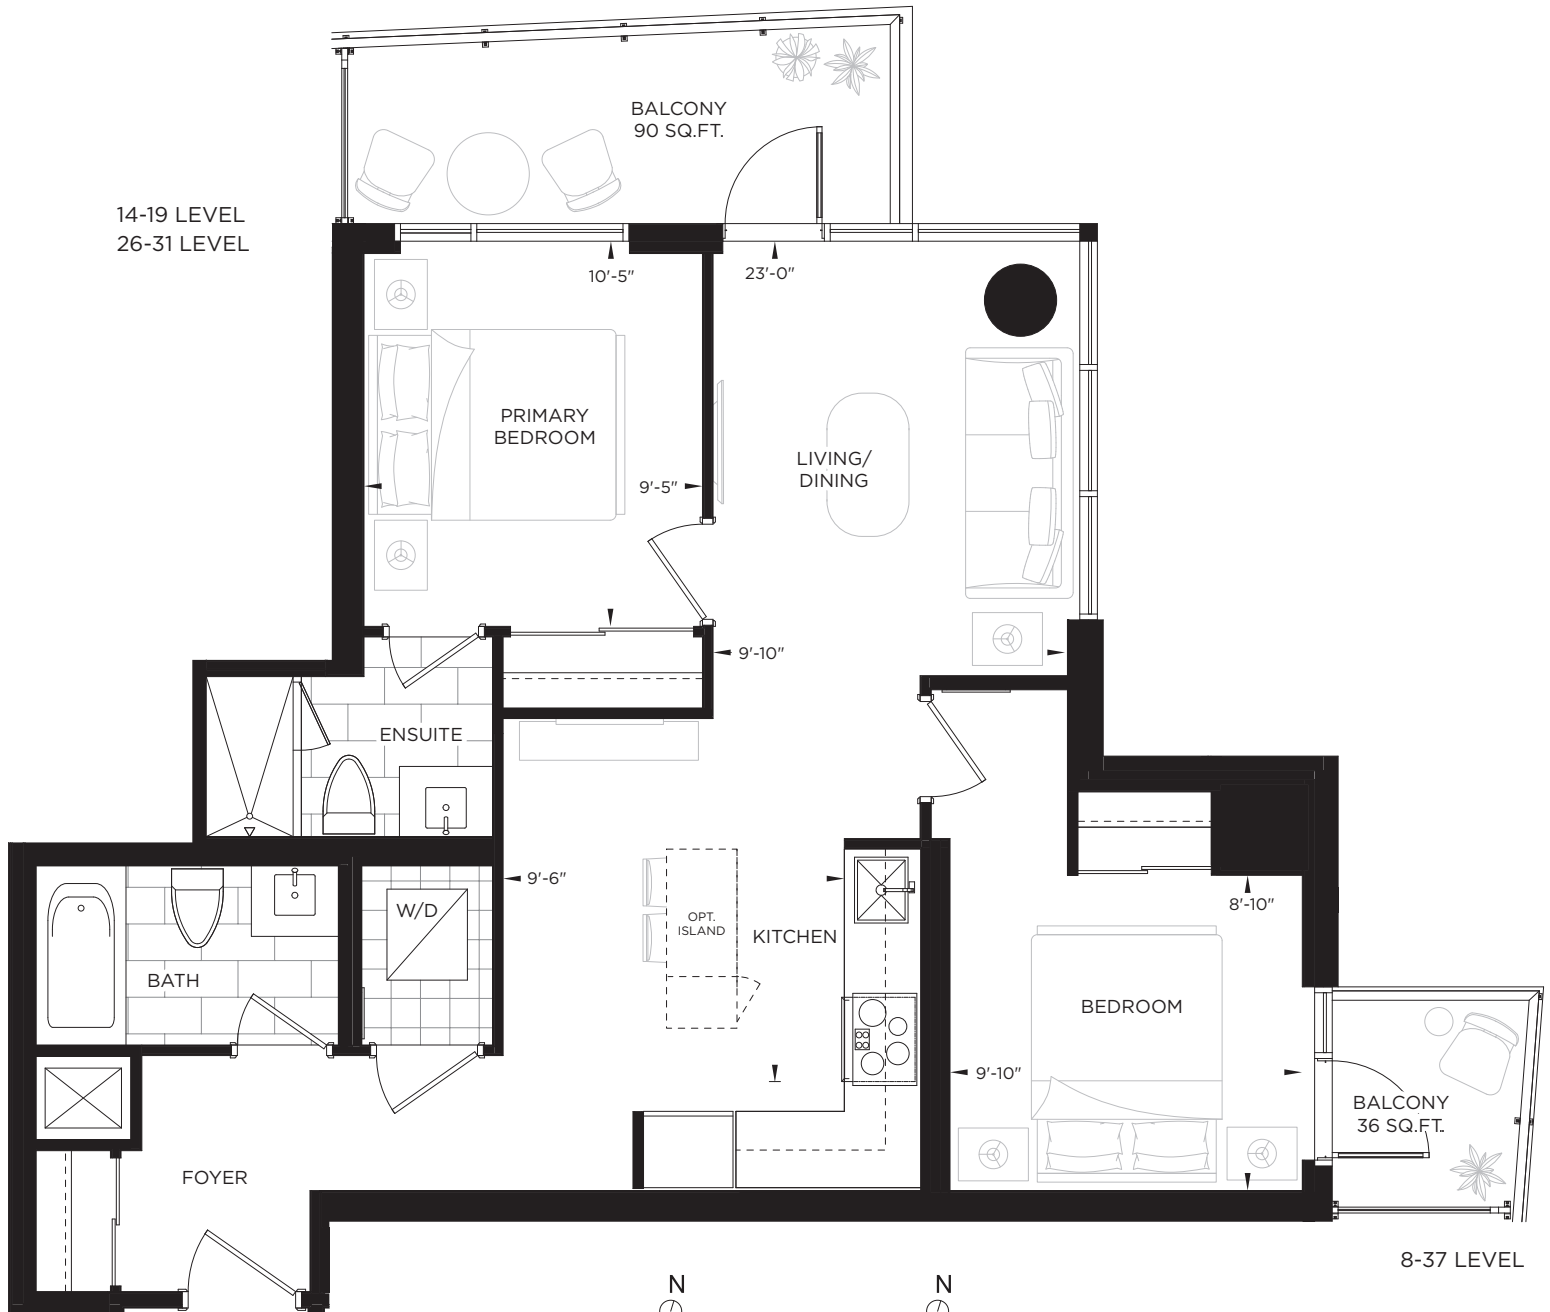 BALCONY
90 SQ.FT.
14-19 LEVEL
26-31 LEVEL
10'-5"
23'-0"
PRIMARY
BEDROOM
LIVING/
DINING
9'-5"
9'-10"
ENSUITE
9'-6"
W/D
OPT.
ISLAND
KITCHEN
8'-10"
BATH
BEDROOM
9'-10"
BALCONY
36 SQ.FT.
FOYER
8-37 LEVEL
N
N